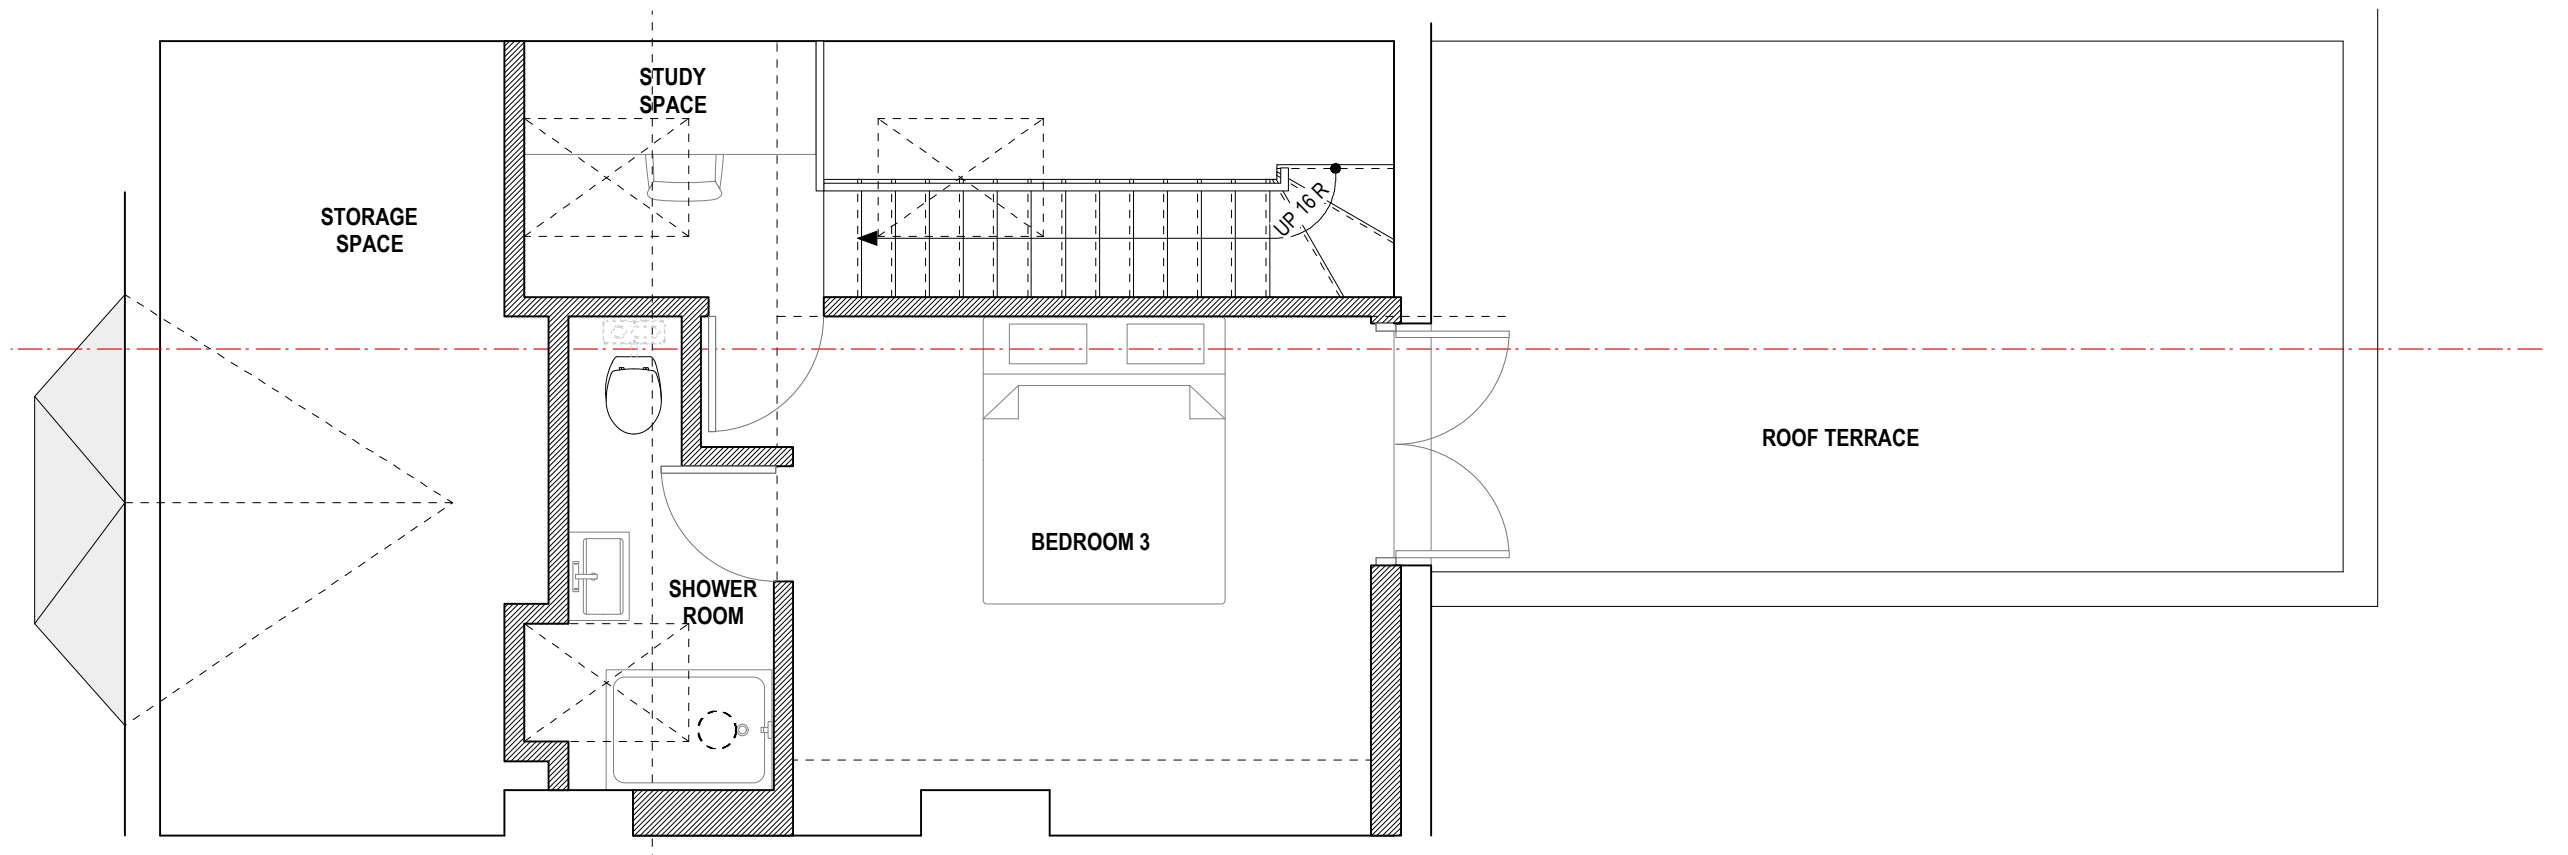 STUDY
SPACE
STORAGE
SPACE
UP 16 R
ROOF TERRACE
BEDROOM 3
SHOWER
ROOM